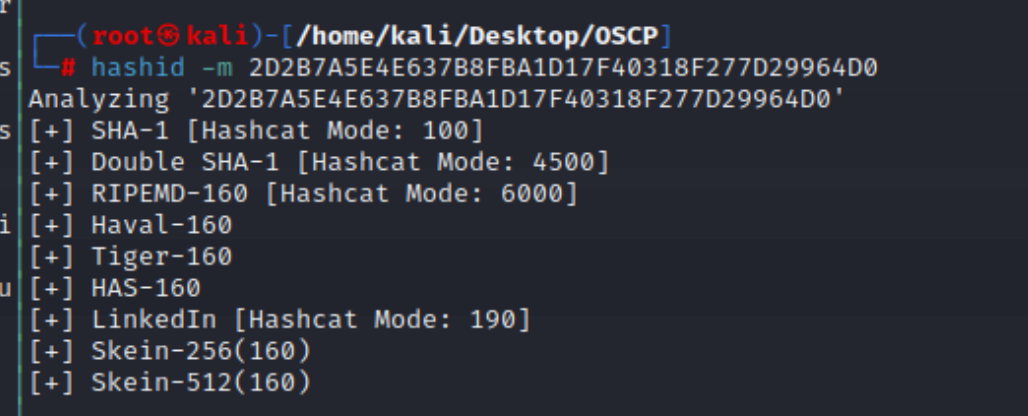 r
┌──(root㉿kali)-[/home/kali/Desktop/OSCP]
s
└─# hashid -m 2D2B7A5E4E637B8FBA1D17F40318F277D29964D0
Analyzing '2D2B7A5E4E637B8FBA1D17F40318F277D29964D0'
s
[+] SHA-1 [Hashcat Mode: 100]
[+] Double SHA-1 [Hashcat Mode: 4500]
[+] RIPEMD-160 [Hashcat Mode: 6000]
i
[+] Haval-160
[+] Tiger-160
u
[+] HAS-160
[+] LinkedIn [Hashcat Mode: 190]
[+] Skein-256(160)
[+] Skein-512(160)